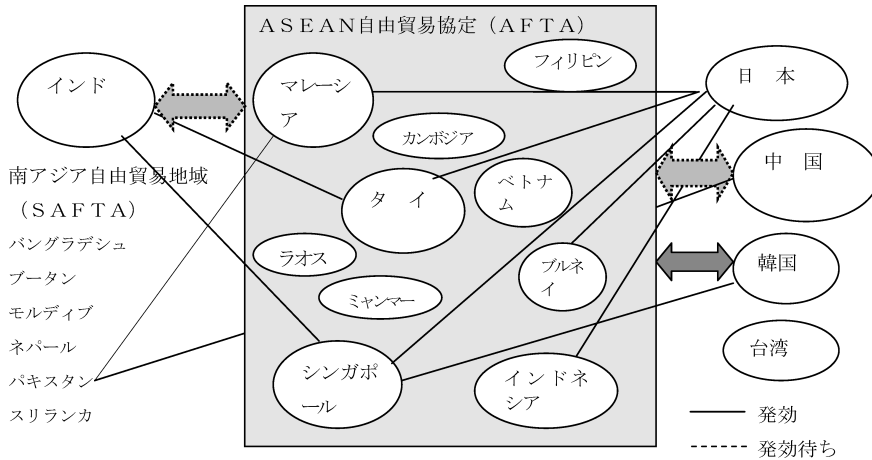 ＡＳＥＡＮ自由貿易協定（ＡＦＴＡ）
インド
マレーシ
ア
フィリピン
日　本
カンボジア
中　国
南アジア自由貿易地域
（ＳＡＦＴＡ）
タ　イ
ベトナ
ム
バングラデシュ
ラオス
ブルネ
イ
韓国
ブータン
ミャンマー
モルディブ
ネパール
台湾
シンガポ
ール
インドネ
シア
パキスタン
スリランカ
発効
発効待ち